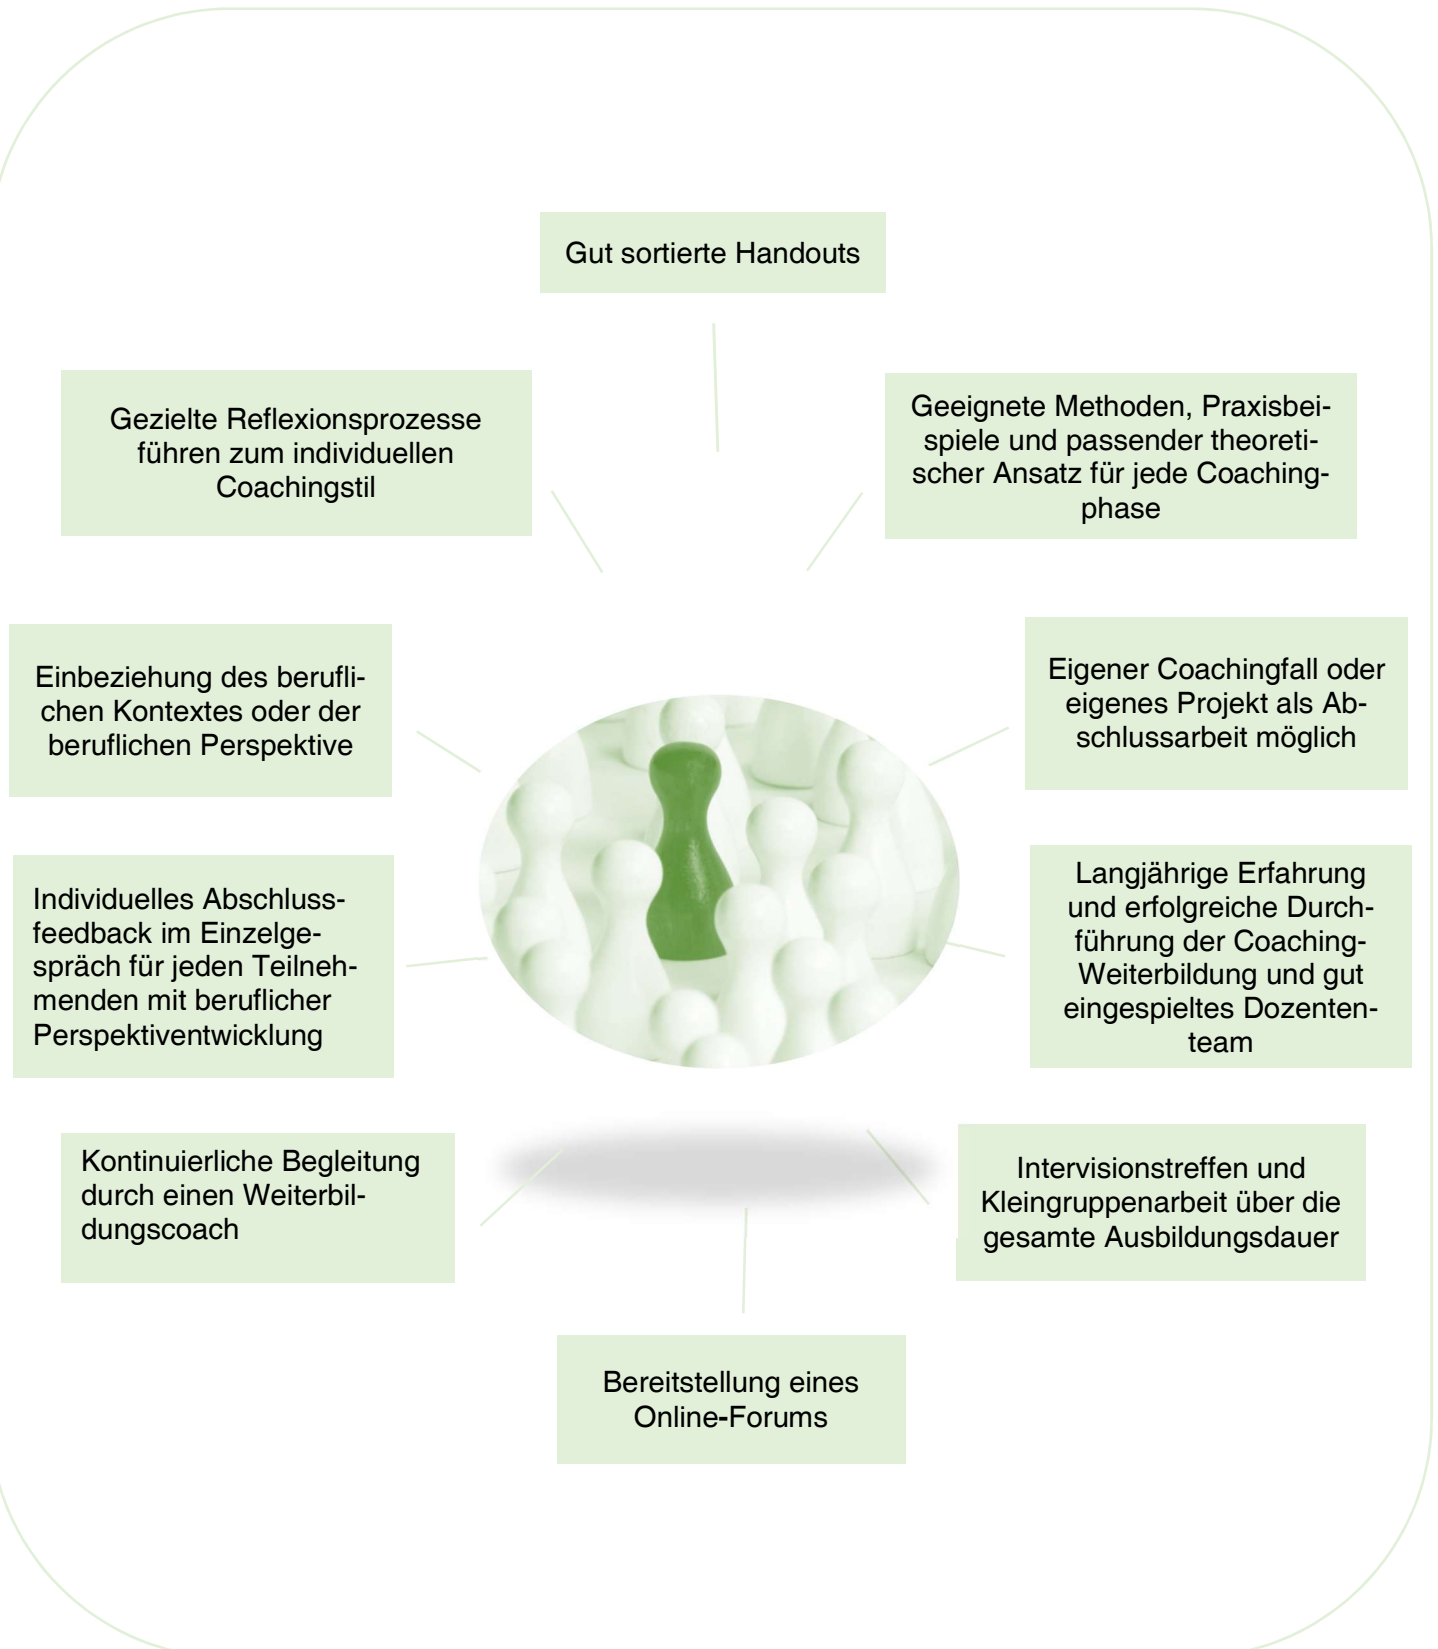 Gut sortierte Handouts
Gezielte Reflexionsprozesse
führen zum individuellen
Coachingstil
Geeignete Methoden, Praxisbei-
spiele und passender theoreti-
scher Ansatz für jede Coaching-
phase
Einbeziehung des berufli-
chen Kontextes oder der
beruflichen Perspektive
Eigener Coachingfall oder
eigenes Projekt als Ab-
schlussarbeit möglich
Individuelles Abschluss-
feedback im Einzelge-
spräch für jeden Teilneh-
menden mit beruflicher
Perspektiventwicklung
Langjährige Erfahrung
und erfolgreiche Durch-
führung der Coaching-
Weiterbildung und gut
eingespieltes Dozenten-
team
Kontinuierliche Begleitung
durch einen Weiterbil-
dungscoach
Intervisionstreffen und
Kleingruppenarbeit über die
gesamte Ausbildungsdauer
Bereitstellung eines
Online-Forums